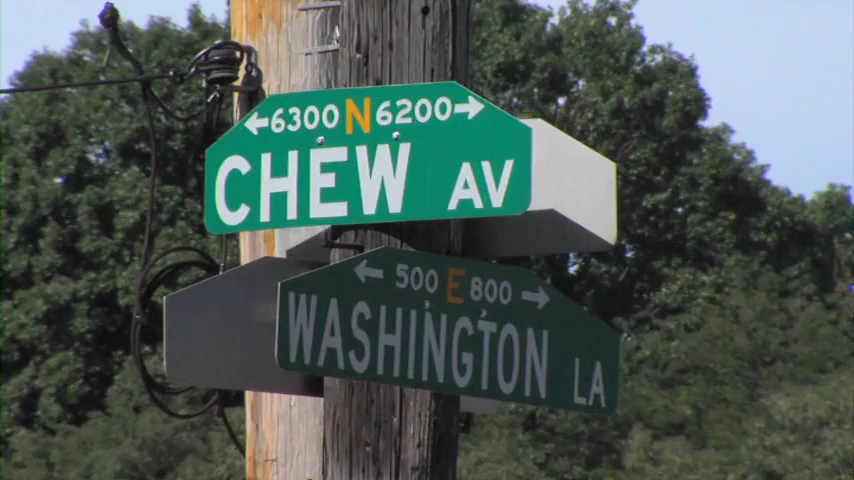 ← 6300 N 6200 →
CHEW AV
← 500 E 800 →
WASHINGTON LA